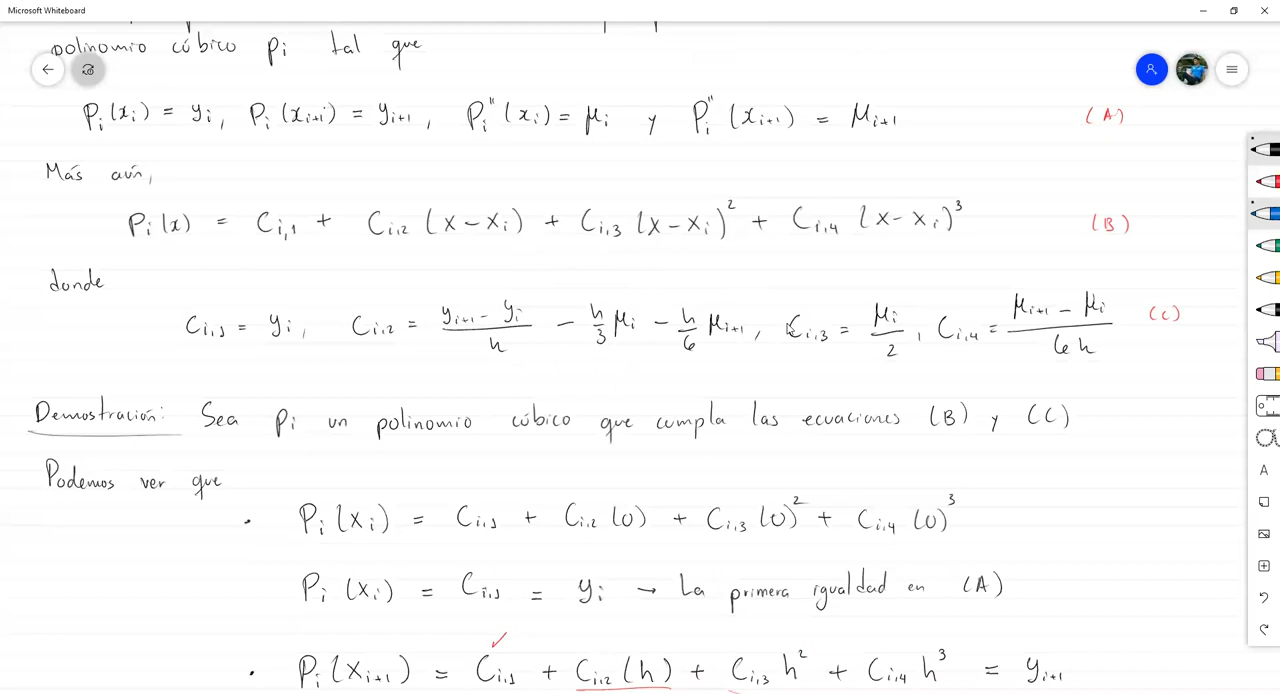 Microsoft Whiteboard
polinomio cúbico Pi tal que
Pi(xi) = yi, Pi(xi+1) = yi+1, Pi"(xi) = μi y Pi"(xi+1) = μi+1 (A)
Más aún,
Pi(x) = Ci,1 + Ci,2 (x-xi) + Ci,3 (x-xi)² + Ci,4 (x-xi)³ (B)
donde
Ci,1 = yi, Ci,2 = (yi+1 - yi)/h - h/3 μi - h/6 μi+1, Ci,3 = μi/2, Ci,4 = (μi+1 - μi)/6h (C)
Demostración: Sea Pi un polinomio cúbico que cumpla las ecuaciones (B) y (C)
Podemos ver que
• Pi(xi) = Ci,1 + Ci,2 (0) + Ci,3 (0)² + Ci,4 (0)³
Pi(xi) = Ci,1 = yi → La primera igualdad en (A)
• Pi(xi+1) = Ci,1 + Ci,2 (h) + Ci,3 h² + Ci,4 h³ = yi+1